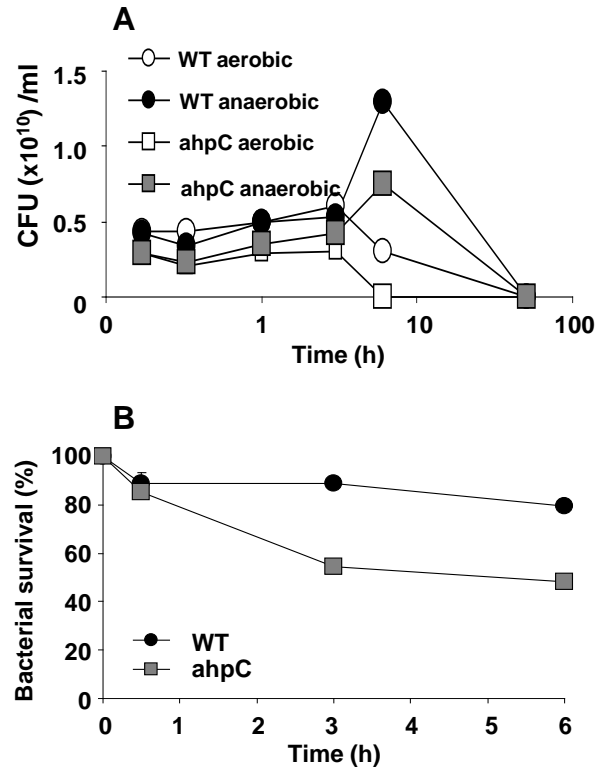 A
WT aerobic
WT anaerobic
ahpC aerobic
ahpC anaerobic
CFU (x10¹⁰) /ml
1.5
1.0
0.5
0
0 1 10 100
Time (h)
B
Bacterial survival (%)
100
80
60
40
20
0
WT
ahpC
0 1 2 3 4 5 6
Time (h)